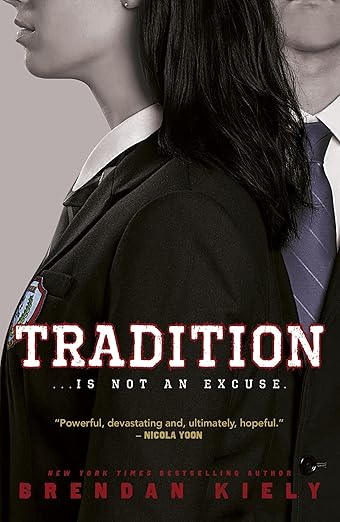 TRADITION
...IS NOT AN EXCUSE.
“Powerful, devastating and, ultimately, hopeful.”
– NICOLA YOON
NEW YORK TIMES BESTSELLING AUTHOR
BRENDAN KIELY